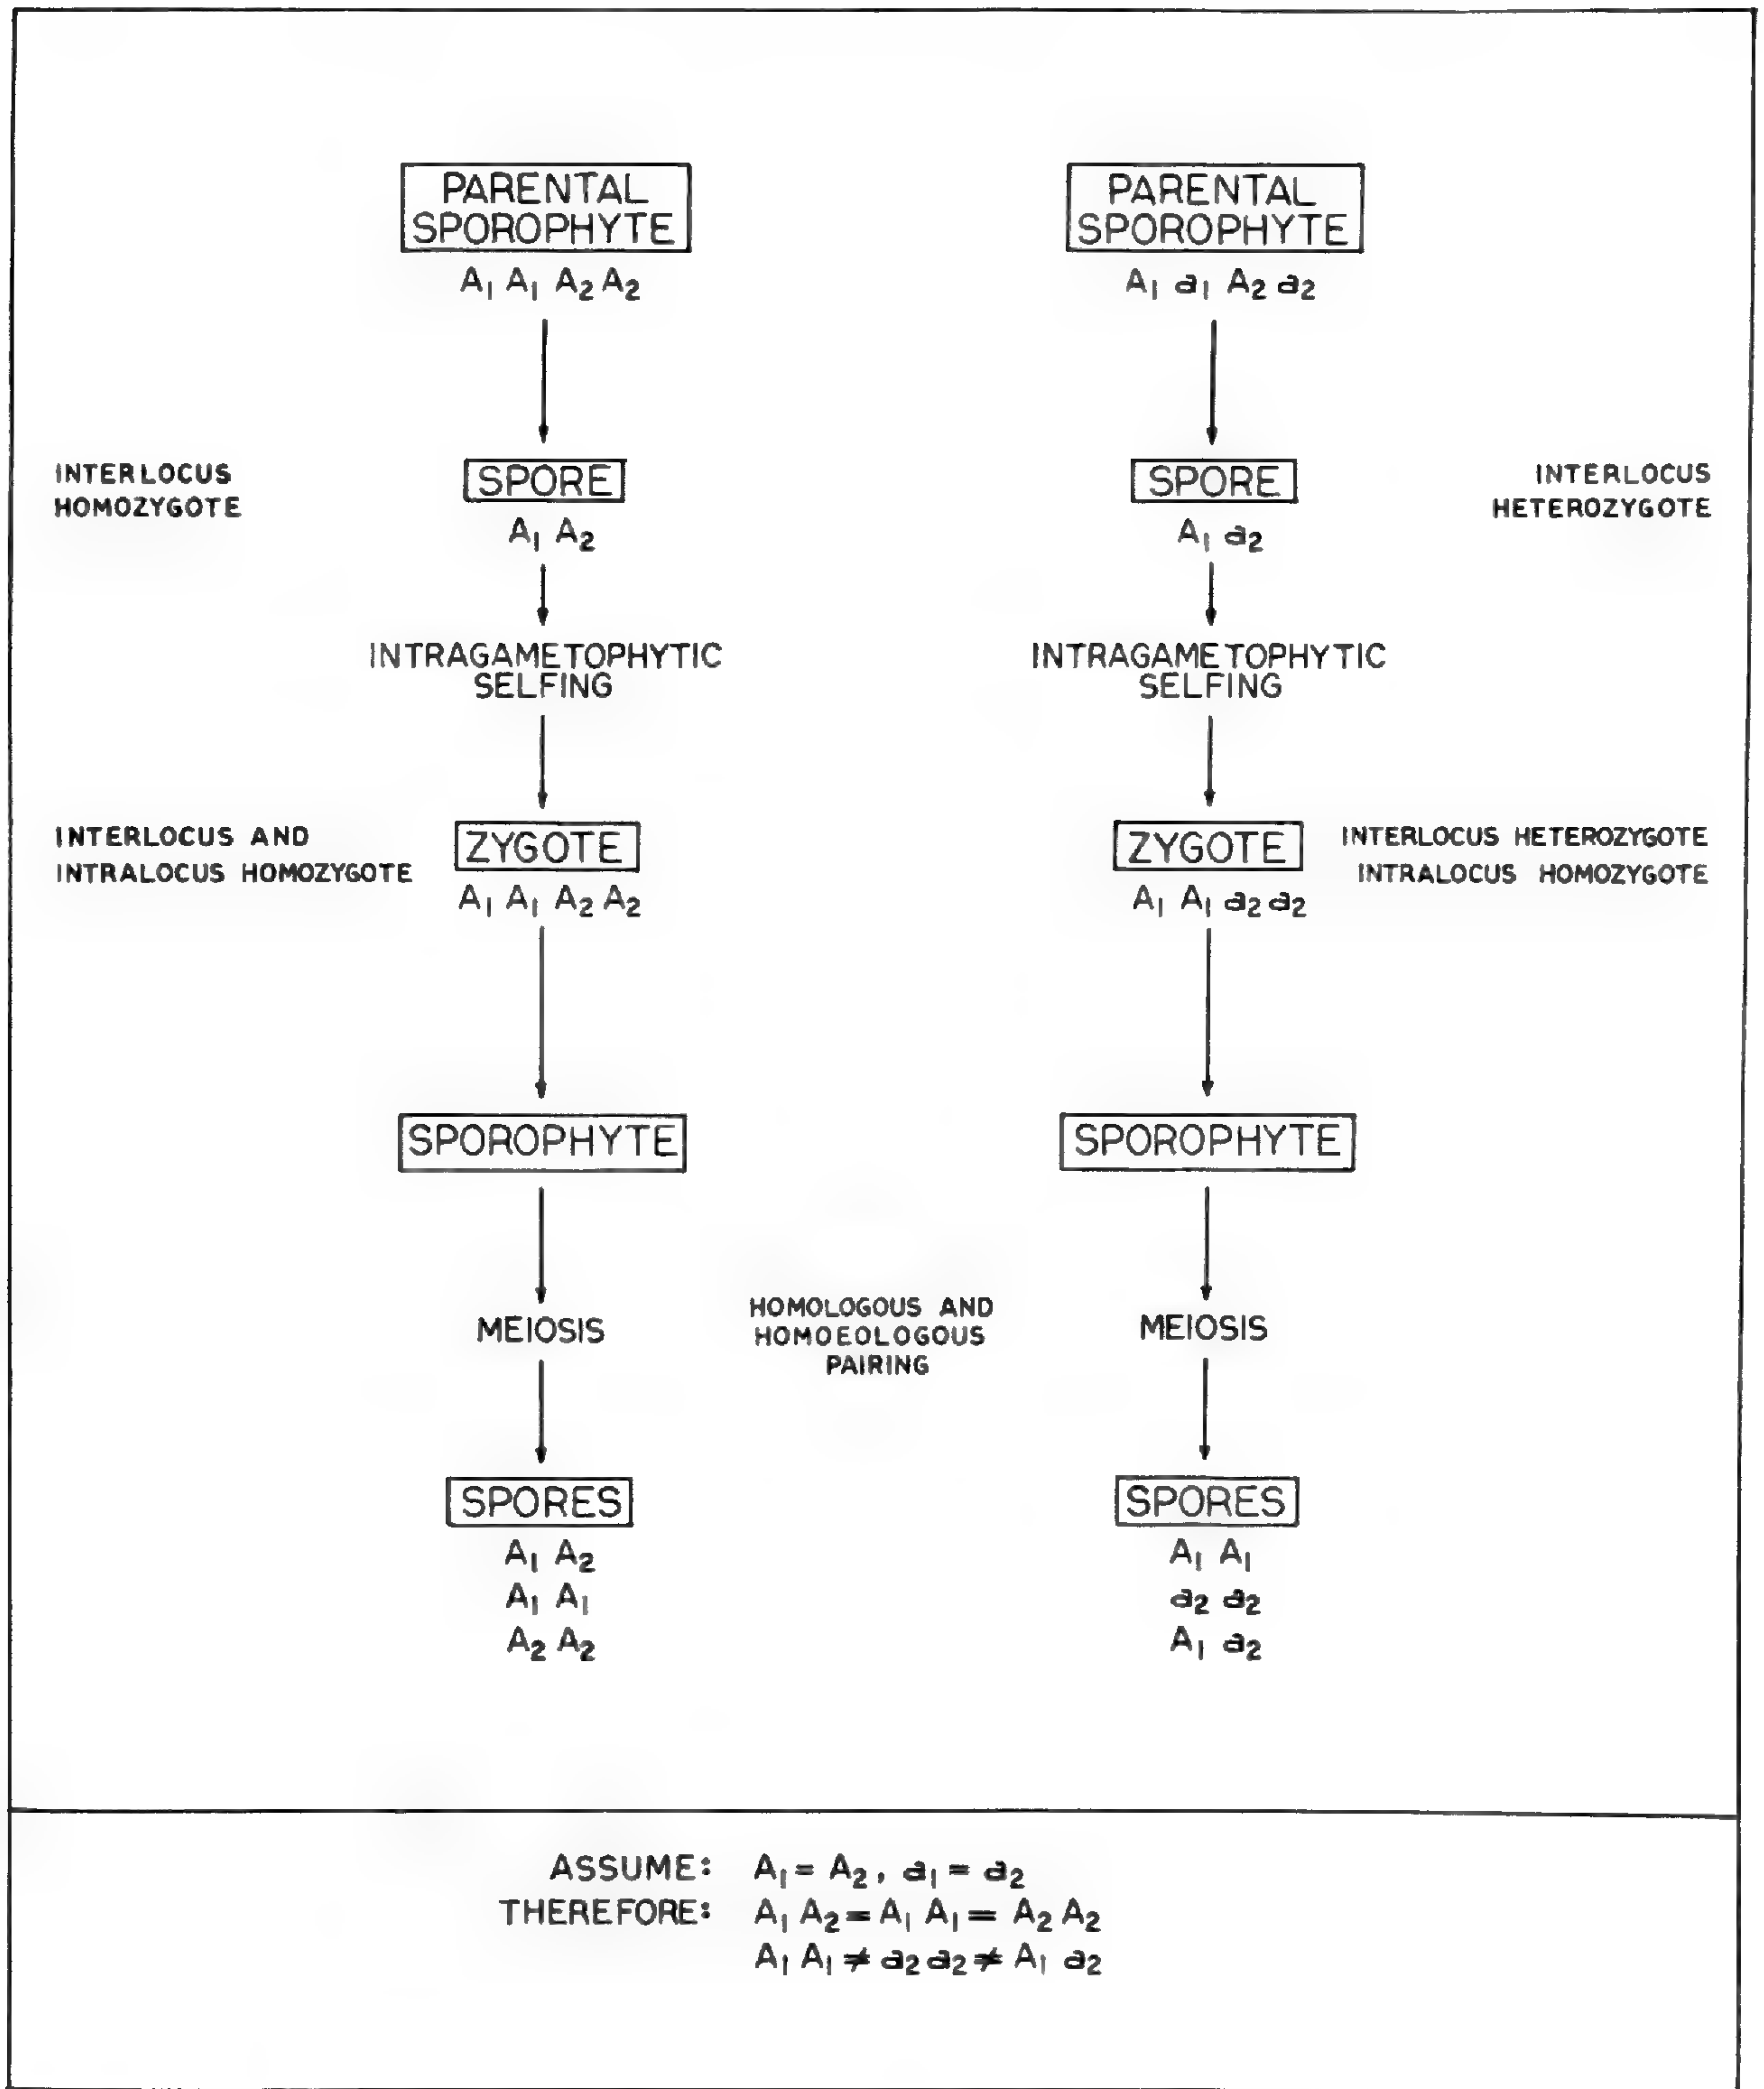 PARENTAL
SPOROPHYTE
A₁ A₁ A₂ A₂
INTERLOCUS
HOMOZYGOTE
SPORE
A₁ A₂
INTRAGAMETOPHYTIC
SELFING
INTERLOCUS AND
INTRALOCUS HOMOZYGOTE
ZYGOTE
A₁ A₁ A₂ A₂
SPOROPHYTE
MEIOSIS
SPORES
A₁ A₂
A₁ A₁
A₂ A₂
HOMOLOGOUS AND
HOMOEOLOGOUS
PAIRING
PARENTAL
SPOROPHYTE
A₁ a₁ A₂ a₂
SPORE
A₁ a₂
INTERLOCUS
HETEROZYGOTE
INTRAGAMETOPHYTIC
SELFING
ZYGOTE
A₁ A₁ a₂ a₂
INTERLOCUS HETEROZYGOTE
INTRALOCUS HOMOZYGOTE
SPOROPHYTE
MEIOSIS
SPORES
A₁ A₁
a₂ a₂
A₁ a₂
ASSUME: A₁ = A₂, a₁ = a₂
THEREFORE: A₁ A₂ = A₁ A₁ = A₂ A₂
A₁ A₁ ≠ a₂ a₂ ≠ A₁ a₂